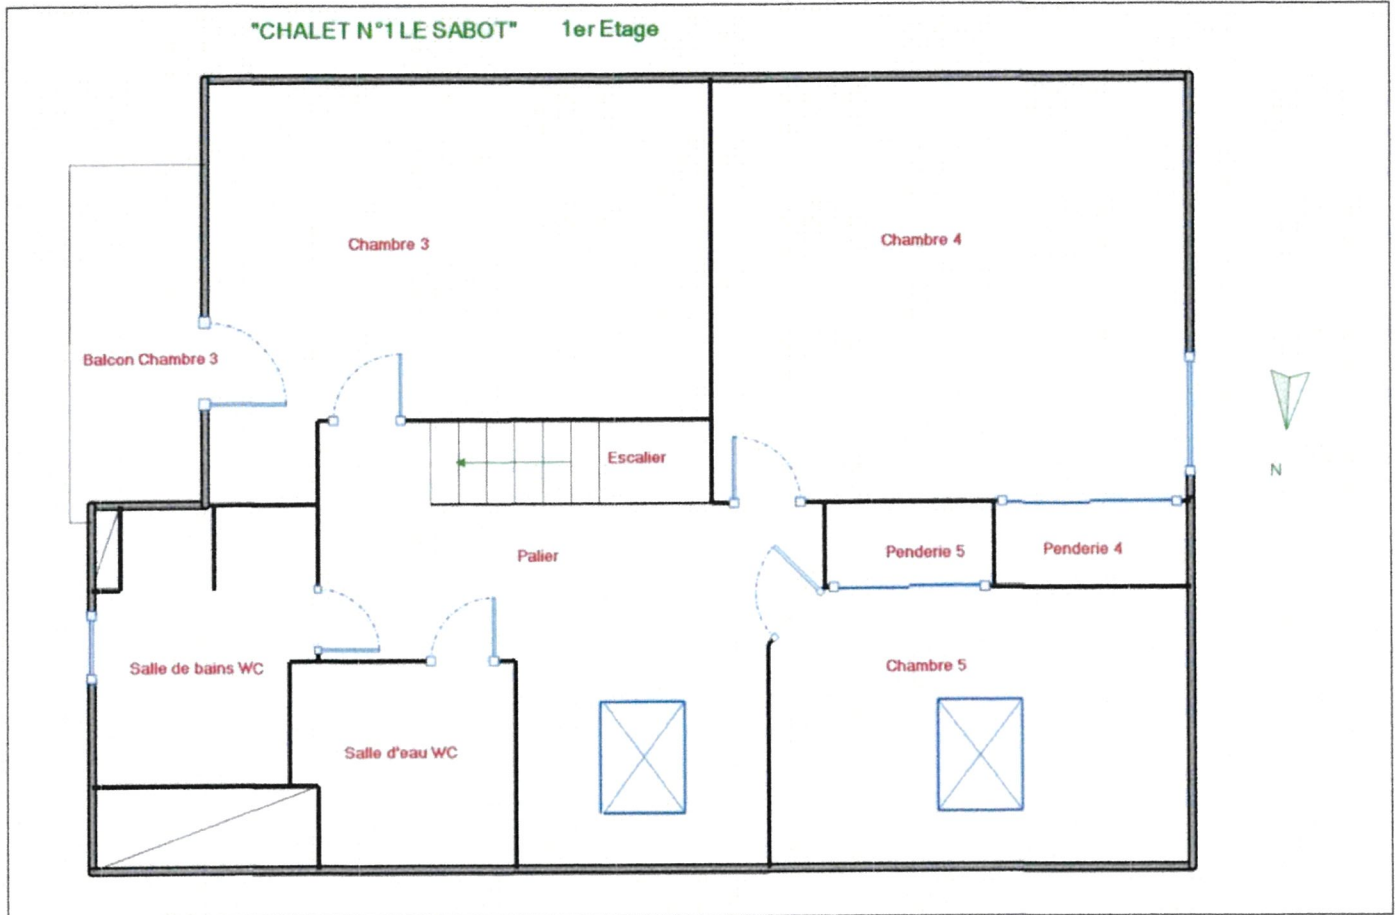 "CHALET N°1 LE SABOT" 1er Etage
Chambre 3
Chambre 4
Balcon Chambre 3
Escalier
Palier
Penderie 5
Penderie 4
Salle de bains WC
Chambre 5
Salle d'eau WC
N